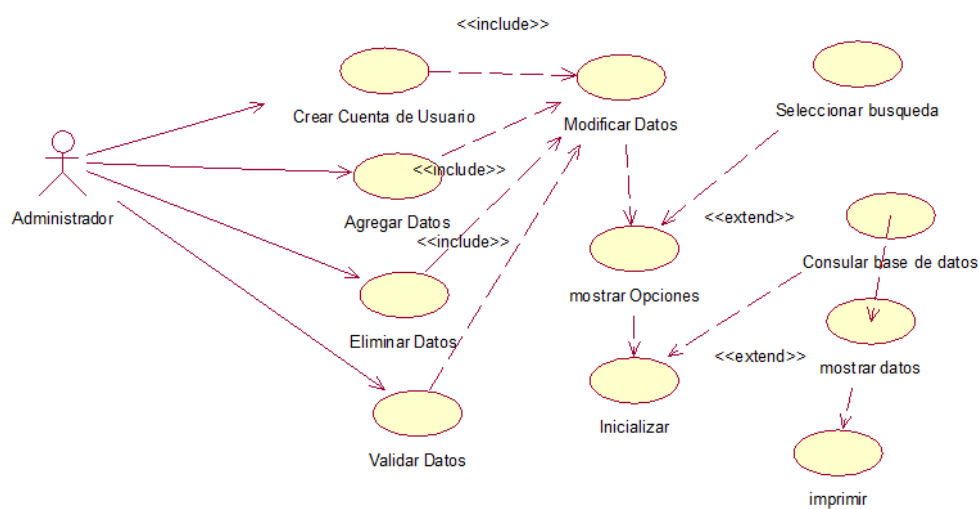 <<include>>
Crear Cuenta de Usuario
Modificar Datos
Seleccionar busqueda
<<include>>
Administrador
Agregar Datos
<<include>>
<<extend>>
Consular base de datos
mostrar Opciones
Eliminar Datos
<<extend>>
mostrar datos
Inicializar
Validar Datos
imprimir